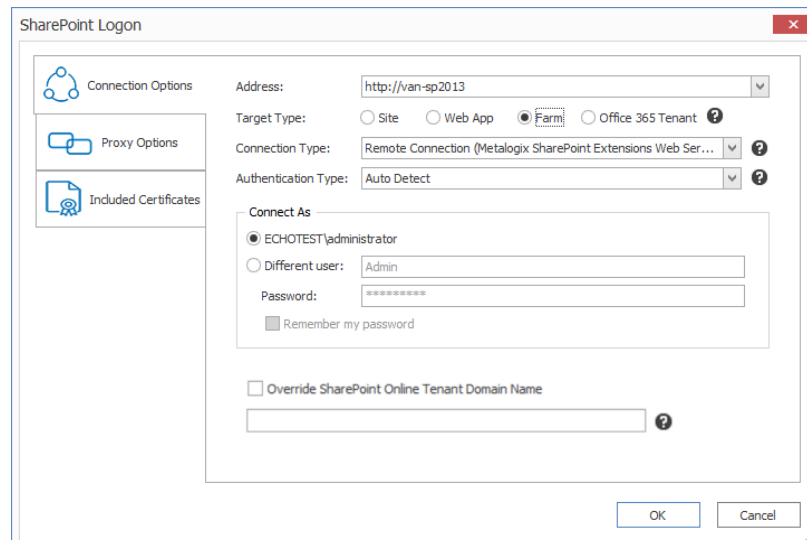 SharePoint Logon
Connection Options
Proxy Options
Included Certificates
Address: http://van-sp2013
Target Type: Site Web App Farm Office 365 Tenant ?
Connection Type: Remote Connection (Metalogix SharePoint Extensions Web Ser... ?
Authentication Type: Auto Detect ?
Connect As
ECHOTEST\administrator
Different user: Admin
Password: *********
Remember my password
Override SharePoint Online Tenant Domain Name
?
OK Cancel